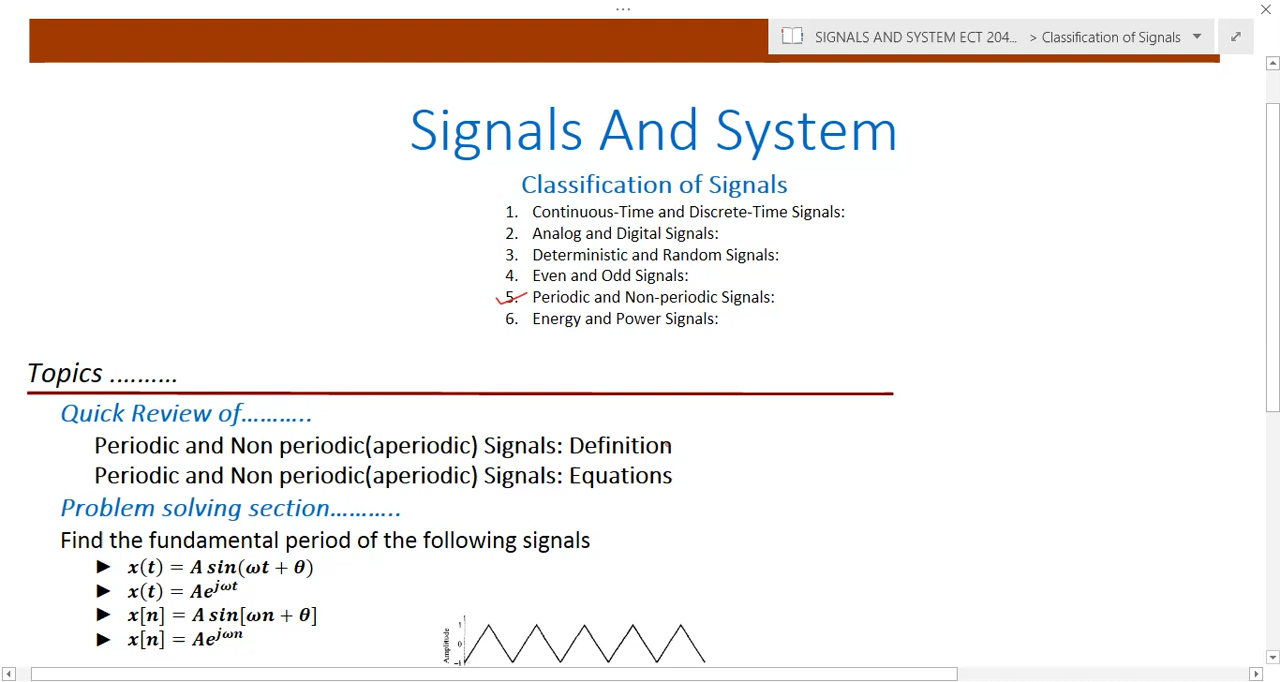 SIGNALS AND SYSTEM ECT 204... > Classification of Signals
Signals And System
Classification of Signals
1. Continuous-Time and Discrete-Time Signals:
2. Analog and Digital Signals:
3. Deterministic and Random Signals:
4. Even and Odd Signals:
5. Periodic and Non-periodic Signals:
6. Energy and Power Signals:
Topics ..........
Quick Review of...........
Periodic and Non periodic(aperiodic) Signals: Definition
Periodic and Non periodic(aperiodic) Signals: Equations
Problem solving section...........
Find the fundamental period of the following signals
► x(t) = A sin(ωt + θ)
► x(t) = Ae^{jωt}
► x[n] = A sin[ωn + θ]
► x[n] = Ae^{jωn}
Amplitude
1
0
-1